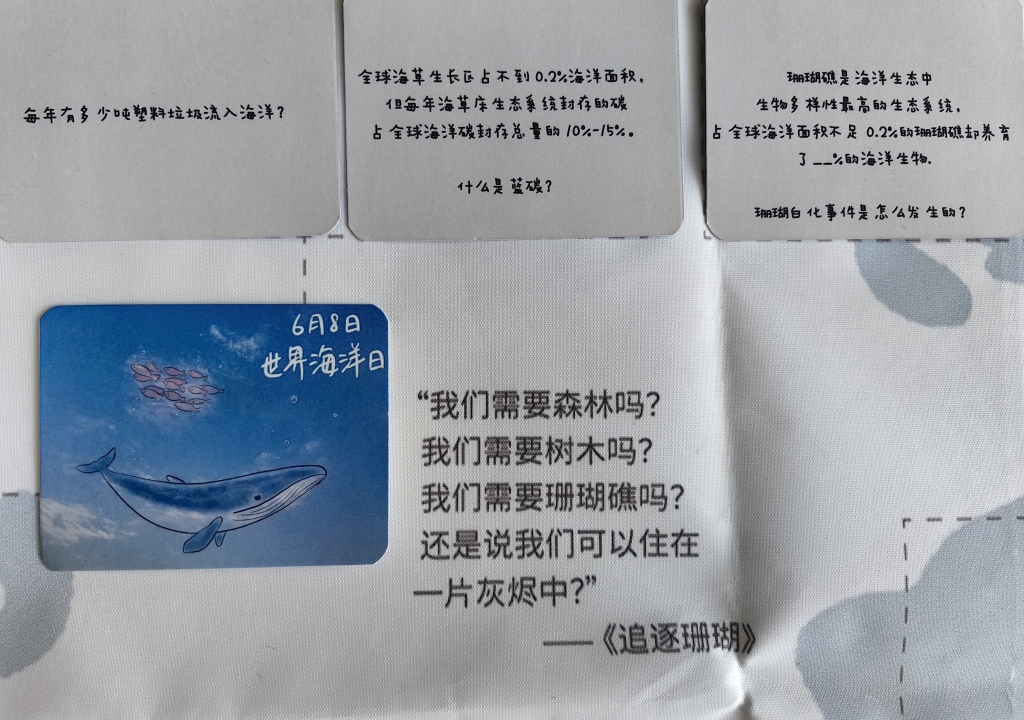 每年有多少吨塑料垃圾流入海洋?
全球海草生长区占不到0.2%海洋面积,
但每年海草床生态系统封存的碳
占全球海洋碳封存总量的10%-15%。
什么是蓝碳?
珊瑚礁是海洋生态中
生物多样性最高的生态系统,
占全球海洋面积不足0.2%的珊瑚礁却养育
了__%的海洋生物.
珊瑚白化事件是怎么发生的?
6月8日
世界海洋日
“我们需要森林吗?
我们需要树木吗?
我们需要珊瑚礁吗?
还是说我们可以住在
一片灰烬中?”
——《追逐珊瑚》